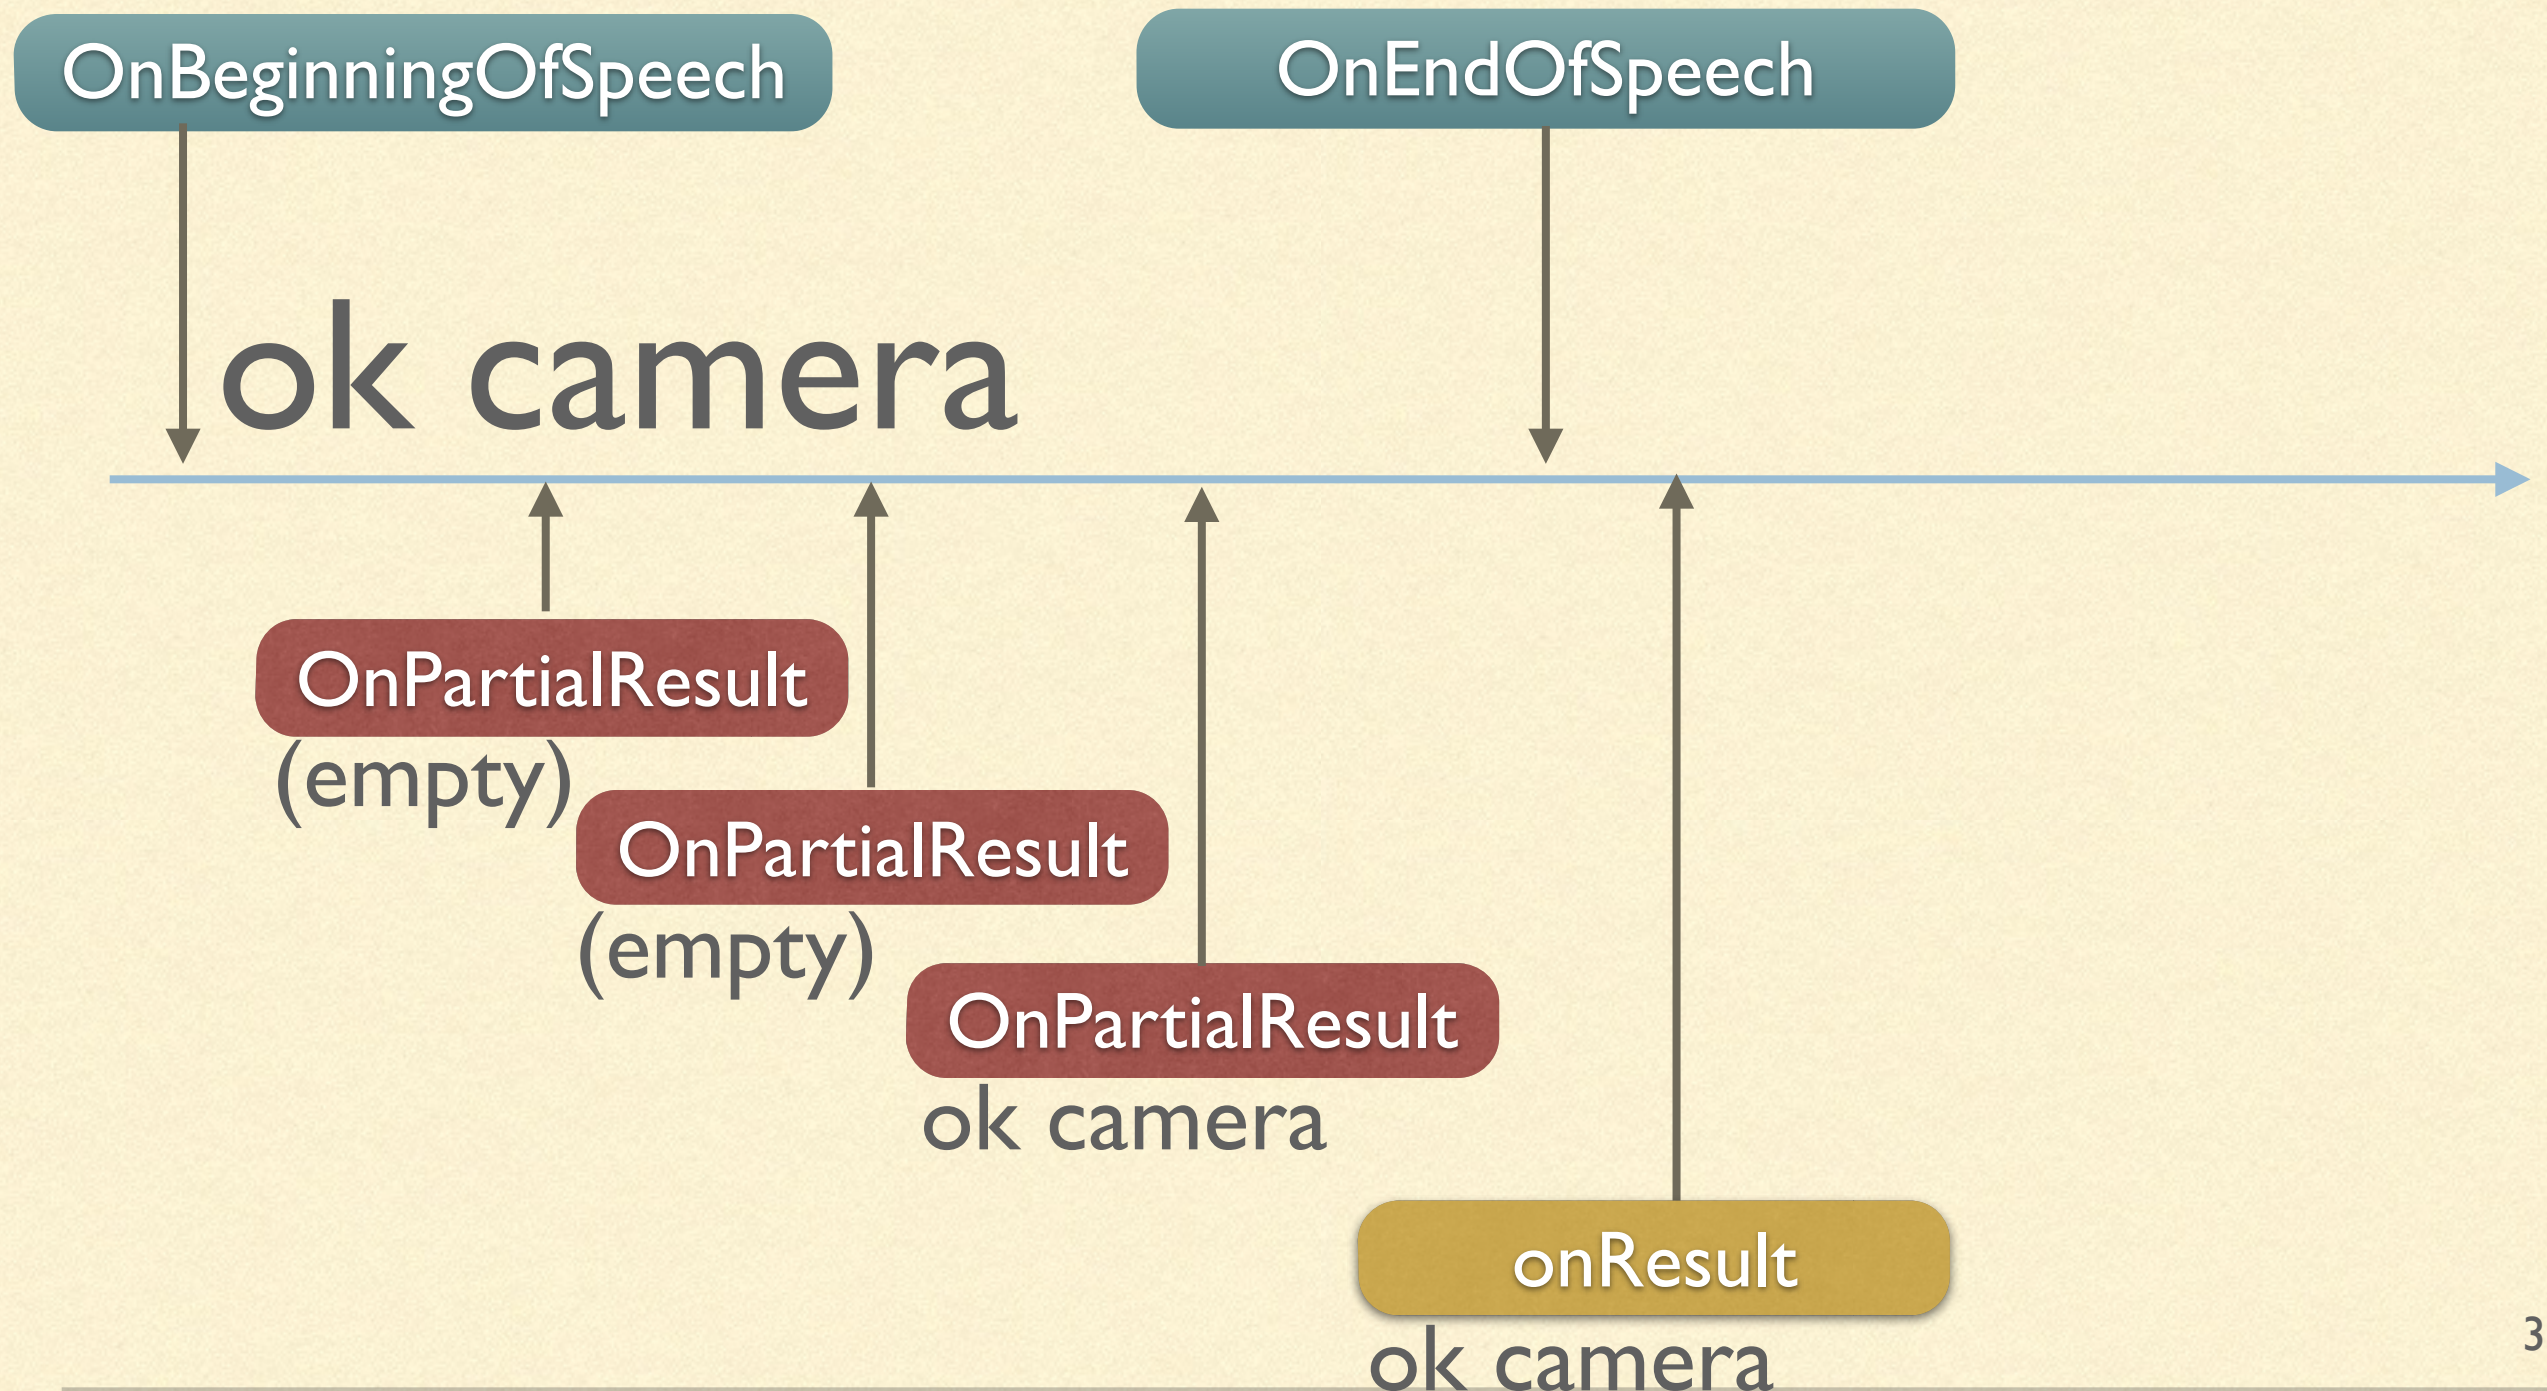 OnBeginningOfSpeech
OnEndOfSpeech
ok camera
OnPartialResult
(empty)
OnPartialResult
(empty)
OnPartialResult
ok camera
onResult
ok camera
3